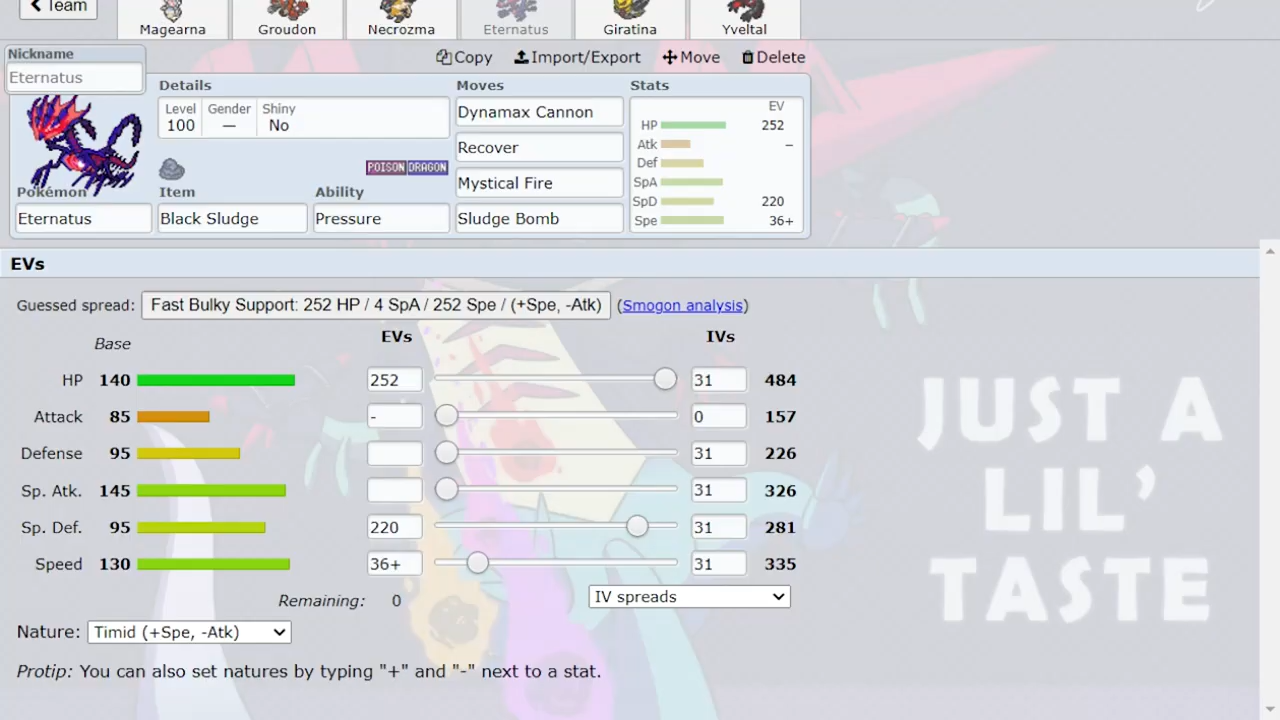 Team
Magearna Groudon Necrozma Eternatus Giratina Yveltal
Copy Import/Export Move Delete
Nickname
Eternatus
Details
Level Gender Shiny
100 — No
POISON DRAGON
Pokémon Item Ability
Eternatus Black Sludge Pressure
Moves
Dynamax Cannon
Recover
Mystical Fire
Sludge Bomb
Stats
EV
HP 252
Atk –
Def
SpA
SpD 220
Spe 36+
EVs
Guessed spread: Fast Bulky Support: 252 HP / 4 SpA / 252 Spe / (+Spe, -Atk) (Smogon analysis)
Base EVs IVs
HP 140 252 31 484
Attack 85 - 0 157
Defense 95 31 226
Sp. Atk. 145 31 326
Sp. Def. 95 220 31 281
Speed 130 36+ 31 335
Remaining: 0 IV spreads
Nature: Timid (+Spe, -Atk)
Protip: You can also set natures by typing "+" and "-" next to a stat.
JUST A
LIL'
TASTE